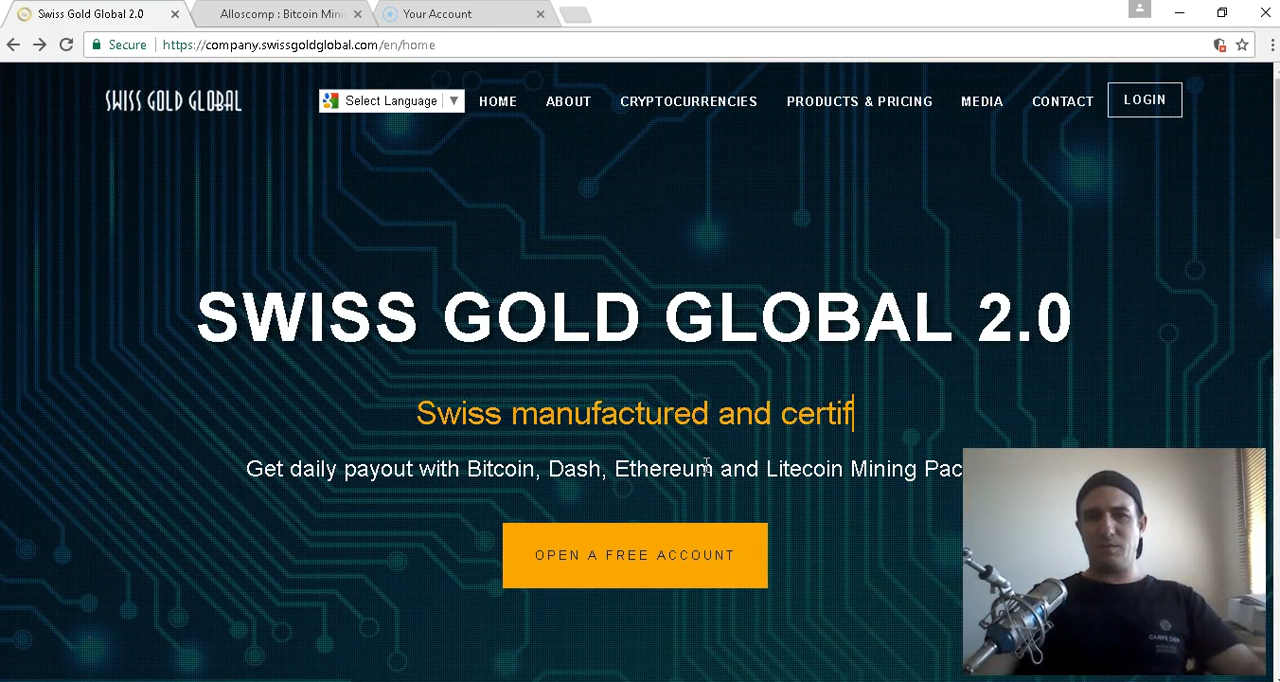 Swiss Gold Global 2.0
Alloscomp : Bitcoin Mini
Your Account
Secure
https://company.swissgoldglobal.com/en/home
SWISS GOLD GLOBAL
Select Language
HOME
ABOUT
CRYPTOCURRENCIES
PRODUCTS & PRICING
MEDIA
CONTACT
LOGIN
SWISS GOLD GLOBAL 2.0
Swiss manufactured and certif
Get daily payout with Bitcoin, Dash, Ethereum and Litecoin Mining Pac
OPEN A FREE ACCOUNT
CARPE DIEM